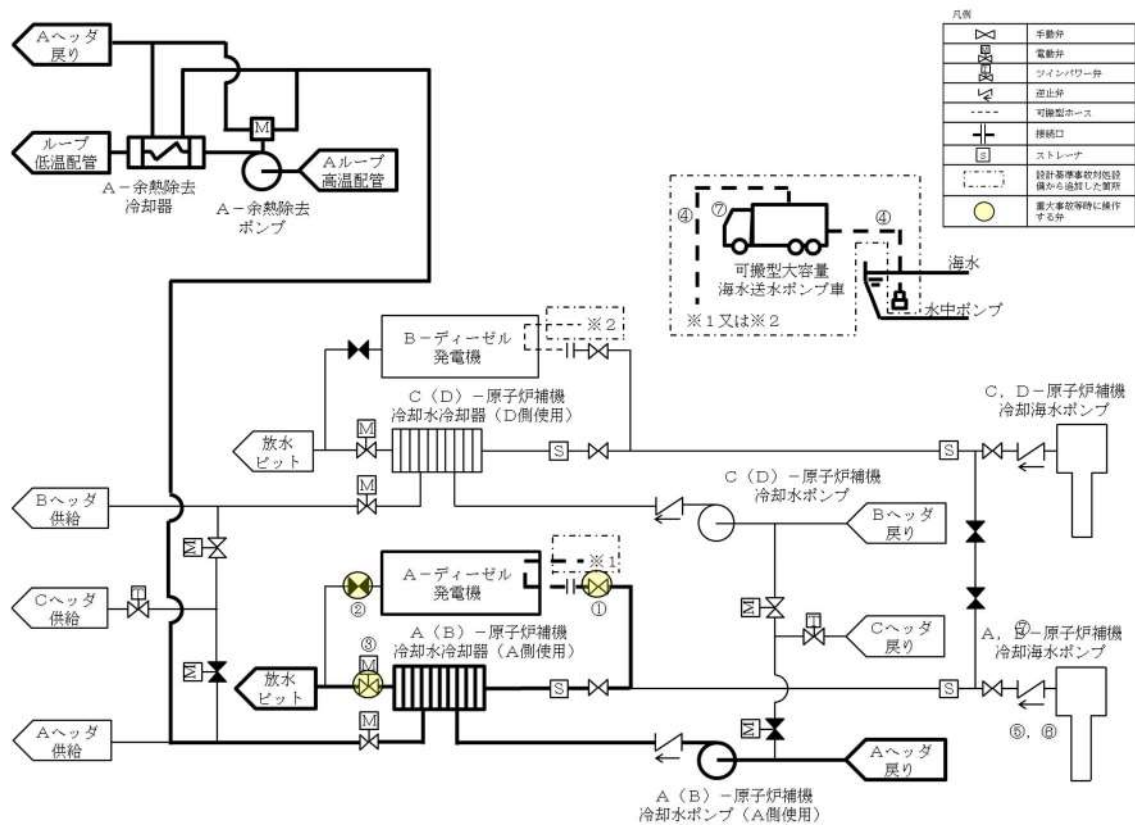 Aヘッダ
戻り
ループ
低温配管
A-余熱除去
冷却器
M
A-余熱除去
ポンプ
Aループ
高温配管
凡例
手動弁
M
電動弁
T
ツインパワー弁
逆止弁
可搬型ホース
接続口
S
ストレーナ
設計基準事故対処設
備から追加した箇所
重大事故等時に操作
する弁
④
⑦
④
可搬型大容量
海水送水ポンプ車
※1又は※2
海水
水中ポンプ
B-ディーゼル
発電機
※2
C(D)-原子炉補機
冷却水冷却器(D側使用)
放水
ピット
M
S
S
C,D-原子炉補機
冷却海水ポンプ
Bヘッダ
供給
M
C(D)-原子炉補機
冷却水ポンプ
Bヘッダ
戻り
M
A-ディーゼル
発電機
※1
②
①
Cヘッダ
供給
T
M
T
Cヘッダ
戻り
A(B)-原子炉補機
冷却水冷却器(A側使用)
⑦
A,B-原子炉補機
冷却海水ポンプ
③
M
放水
ピット
M
S
S
⑤,⑥
Aヘッダ
供給
M
M
Aヘッダ
戻り
A(B)-原子炉補機
冷却水ポンプ(A側使用)